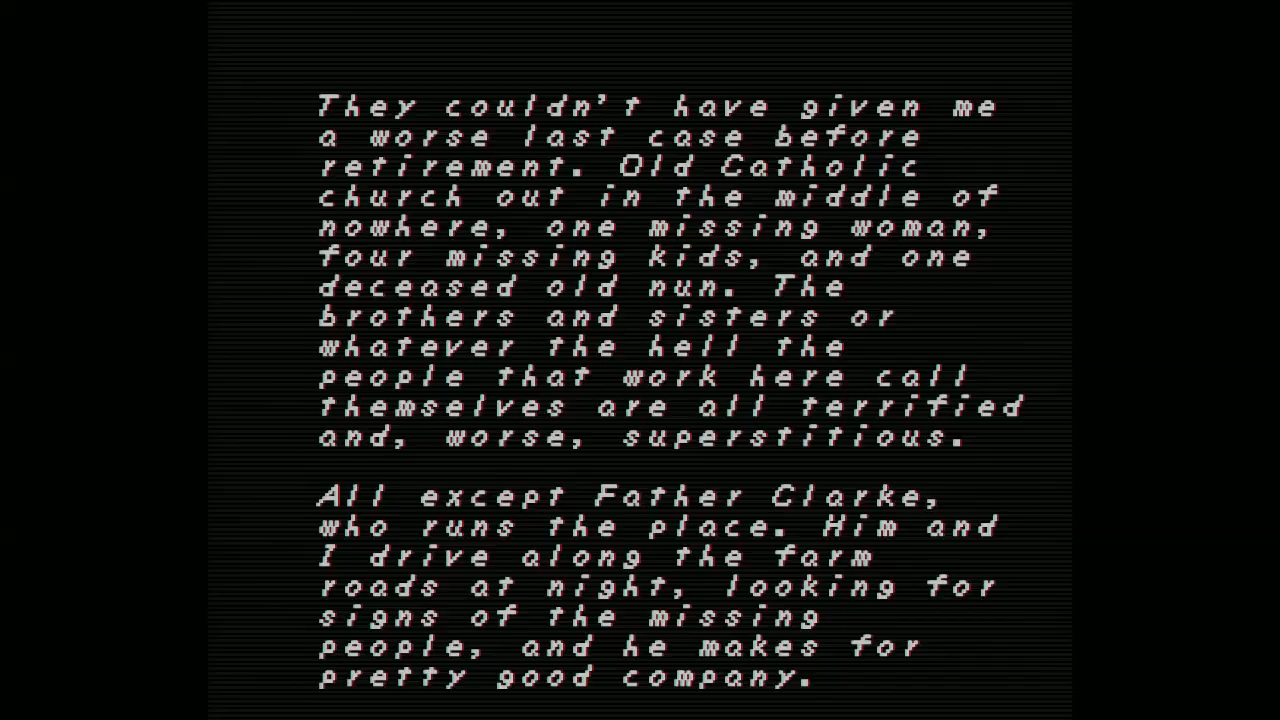 They couldn't have given me
a worse last case before
retirement. Old Catholic
church out in the middle of
nowhere, one missing woman,
four missing kids, and one
deceased old nun. The
brothers and sisters or
whatever the hell the
people that work here call
themselves are all terrified
and, worse, superstitious.
All except Father Clarke,
who runs the place. Him and
I drive along the farm
roads at night, looking for
signs of the missing
people, and he makes for
pretty good company.